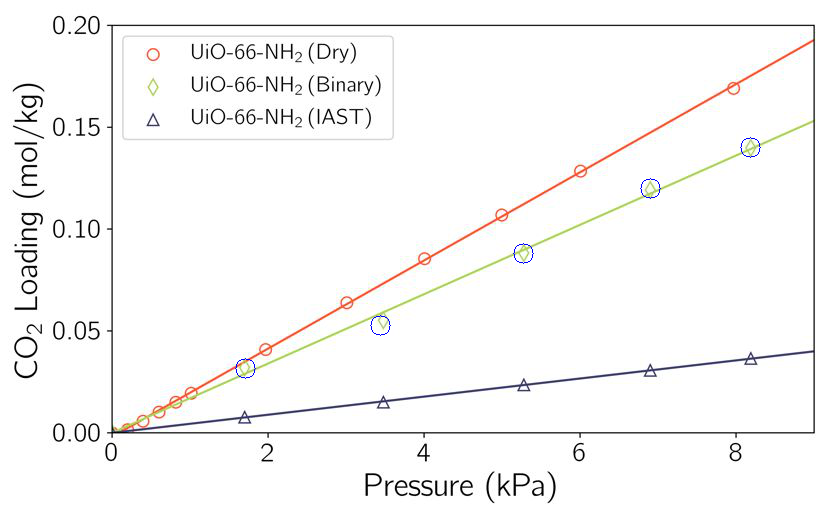 UiO-66-NH₂ (Dry)
UiO-66-NH₂ (Binary)
UiO-66-NH₂ (IAST)
CO₂ Loading (mol/kg)
0.20
0.15
0.10
0.05
0.00
0 2 4 6 8
Pressure (kPa)